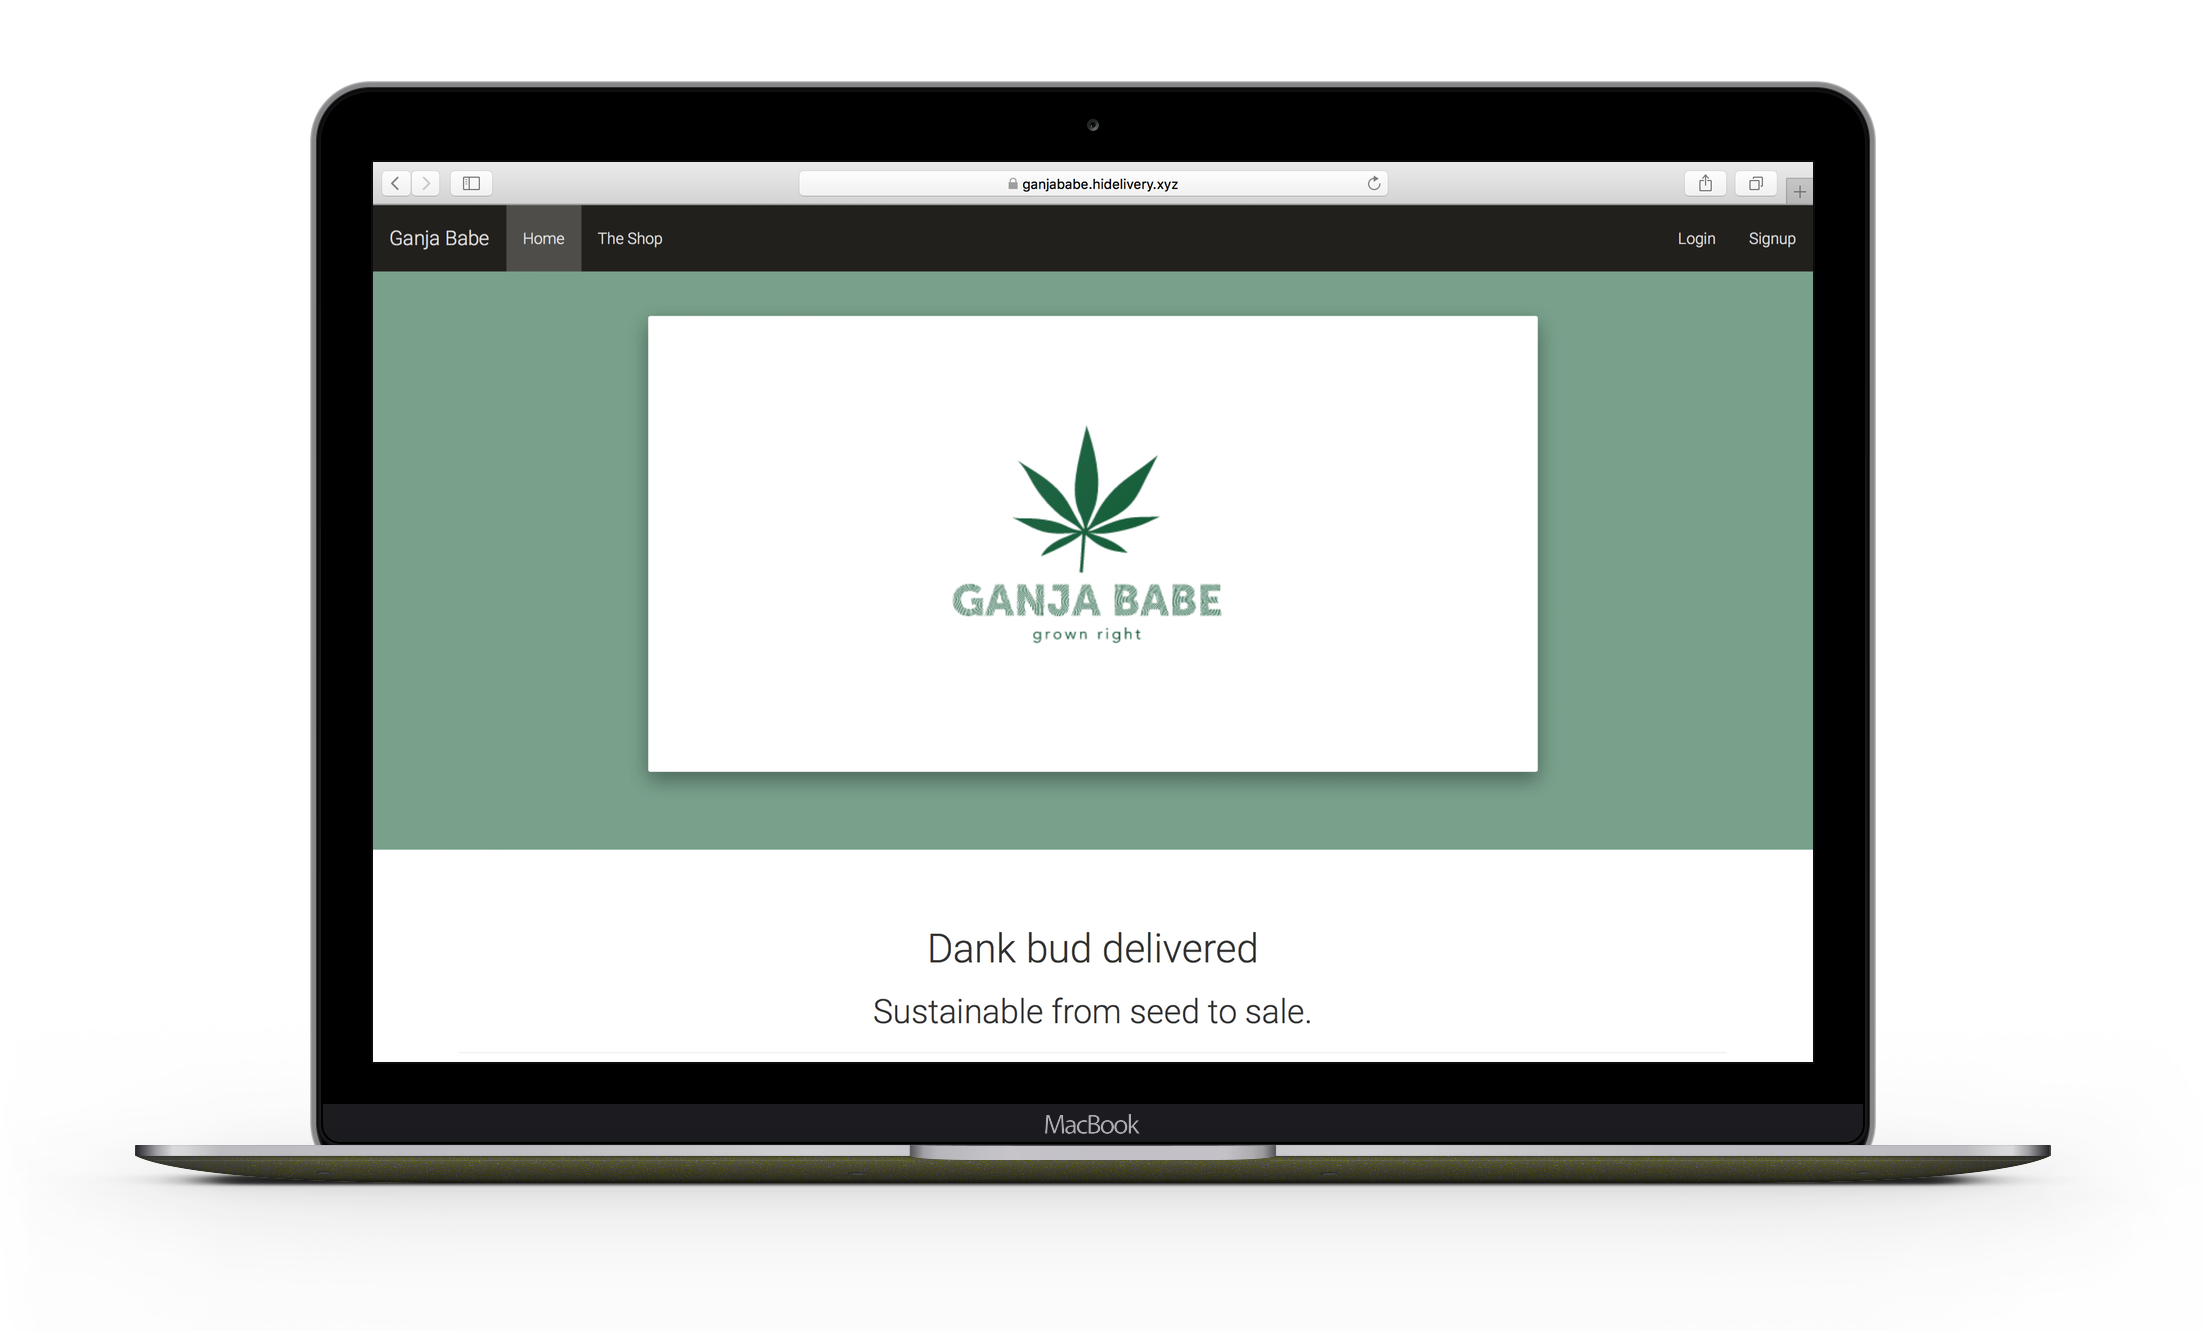 ganjababe.hidelivery.xyz
Ganja Babe Home The Shop Login Signup
GANJA BABE
grown right
Dank bud delivered
Sustainable from seed to sale.
MacBook